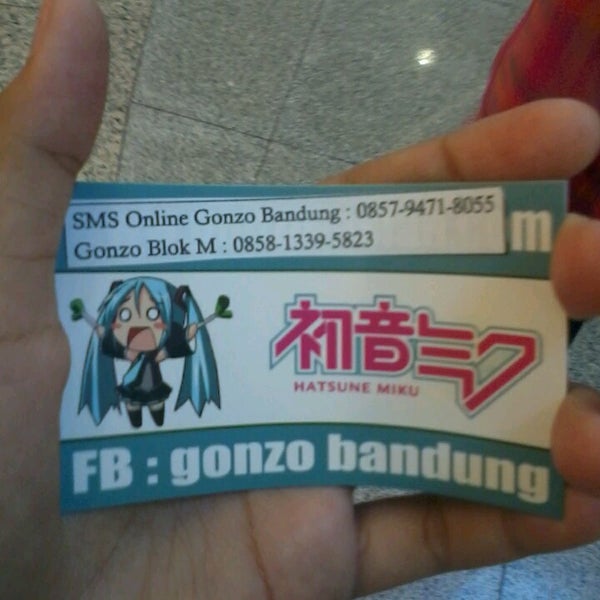 SMS Online Gonzo Bandung : 0857-9471-8055
Gonzo Blok M : 0858-1339-5823
m
初音ミク
HATSUNE MIKU
FB : gonzo bandung